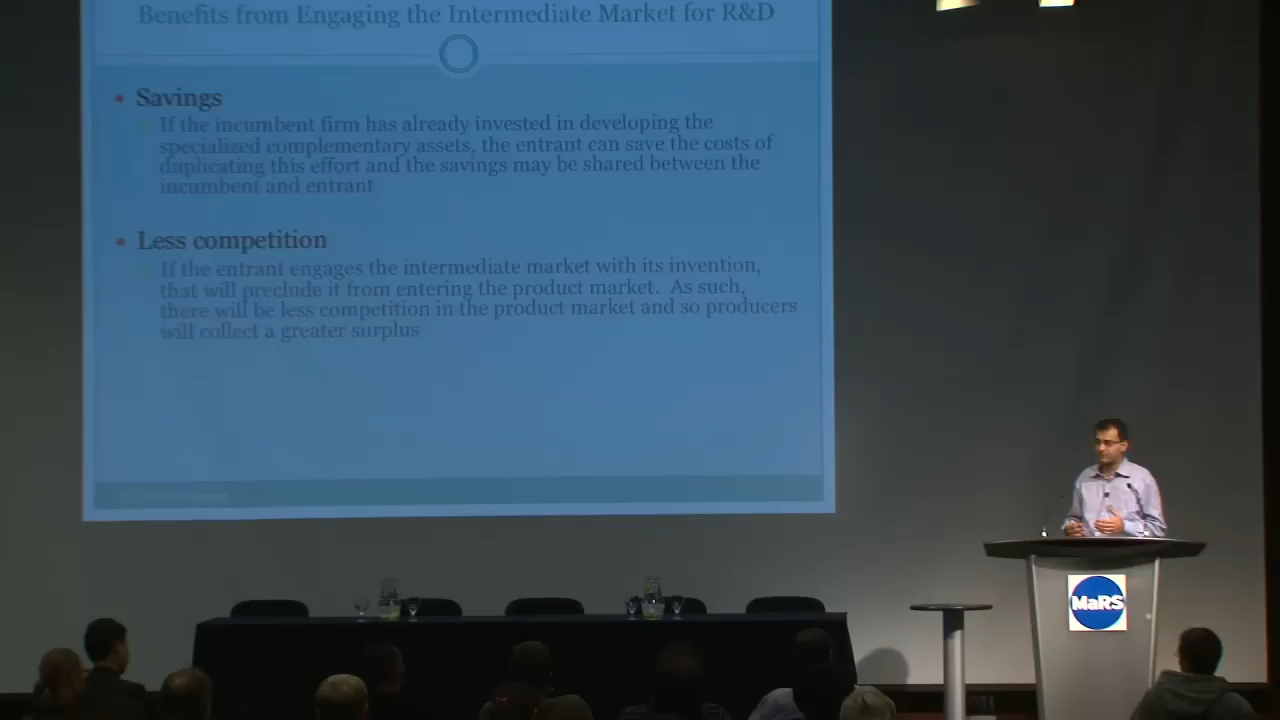 Benefits from Engaging the Intermediate Market for R&D
Savings
If the incumbent firm has already invested in developing the
specialized complementary assets, the entrant can save the costs of
duplicating this effort and the savings may be shared between the
incumbent and entrant
Less competition
If the entrant engages the intermediate market with its invention,
that will preclude it from entering the product market. As such,
there will be less competition in the product market and so producers
will collect a greater surplus
MaRS